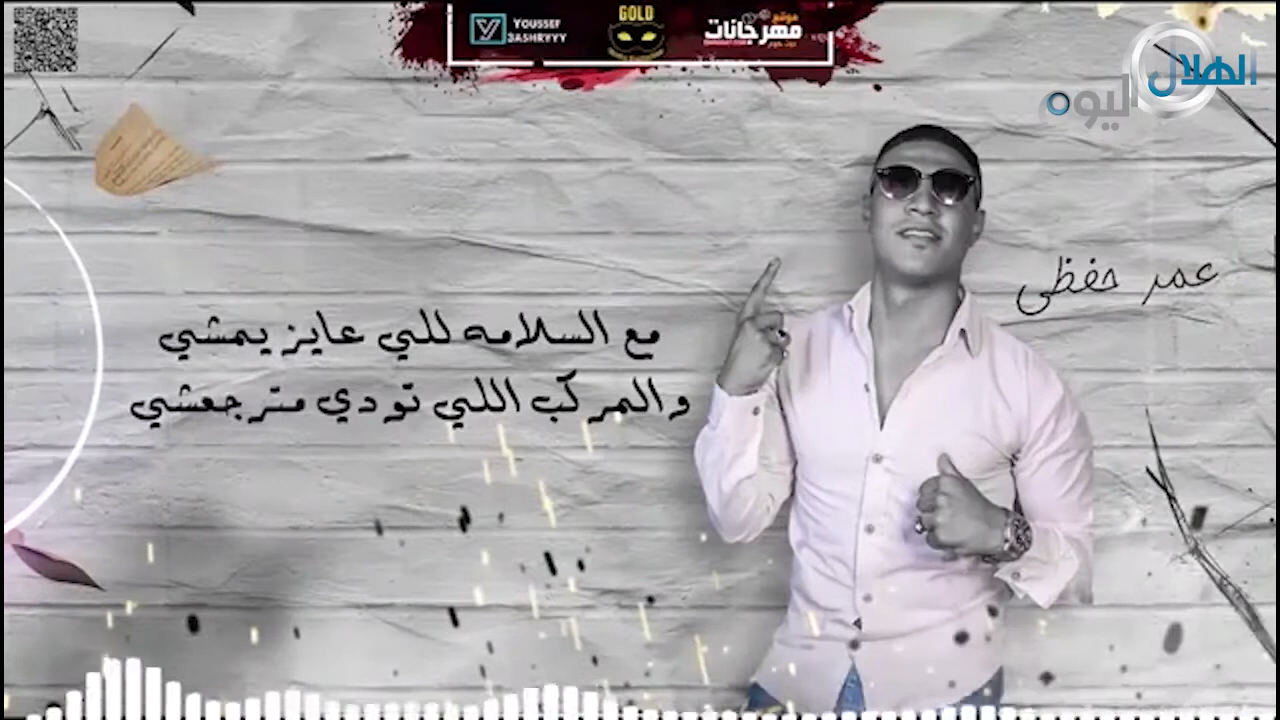 YOUSSEF
3ASHRYYY
GOLD
موقع
مهرجانات
الهلال
اليوم
عمر حفظى
مع السلامه للي عايز يمشي
والمركب اللي تودي مترجعشي